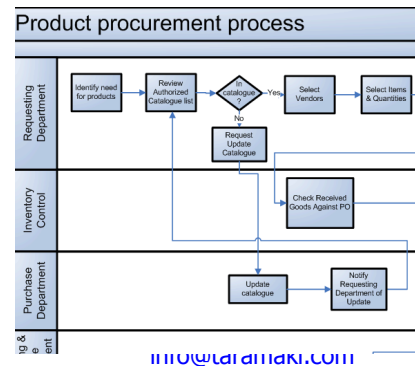 Product procurement process
Requesting
Department
Identify need
for products
Review
Authorized
Catalogue list
In
catalogue
?
Yes
No
Select
Vendors
Select Items
& Quantities
Request
Update
Catalogue
Inventory
Control
Check Received
Goods Against PO
Purchase
Department
Update
catalogue
Notify
Requesting
Department of
Update
info@taramaki.com